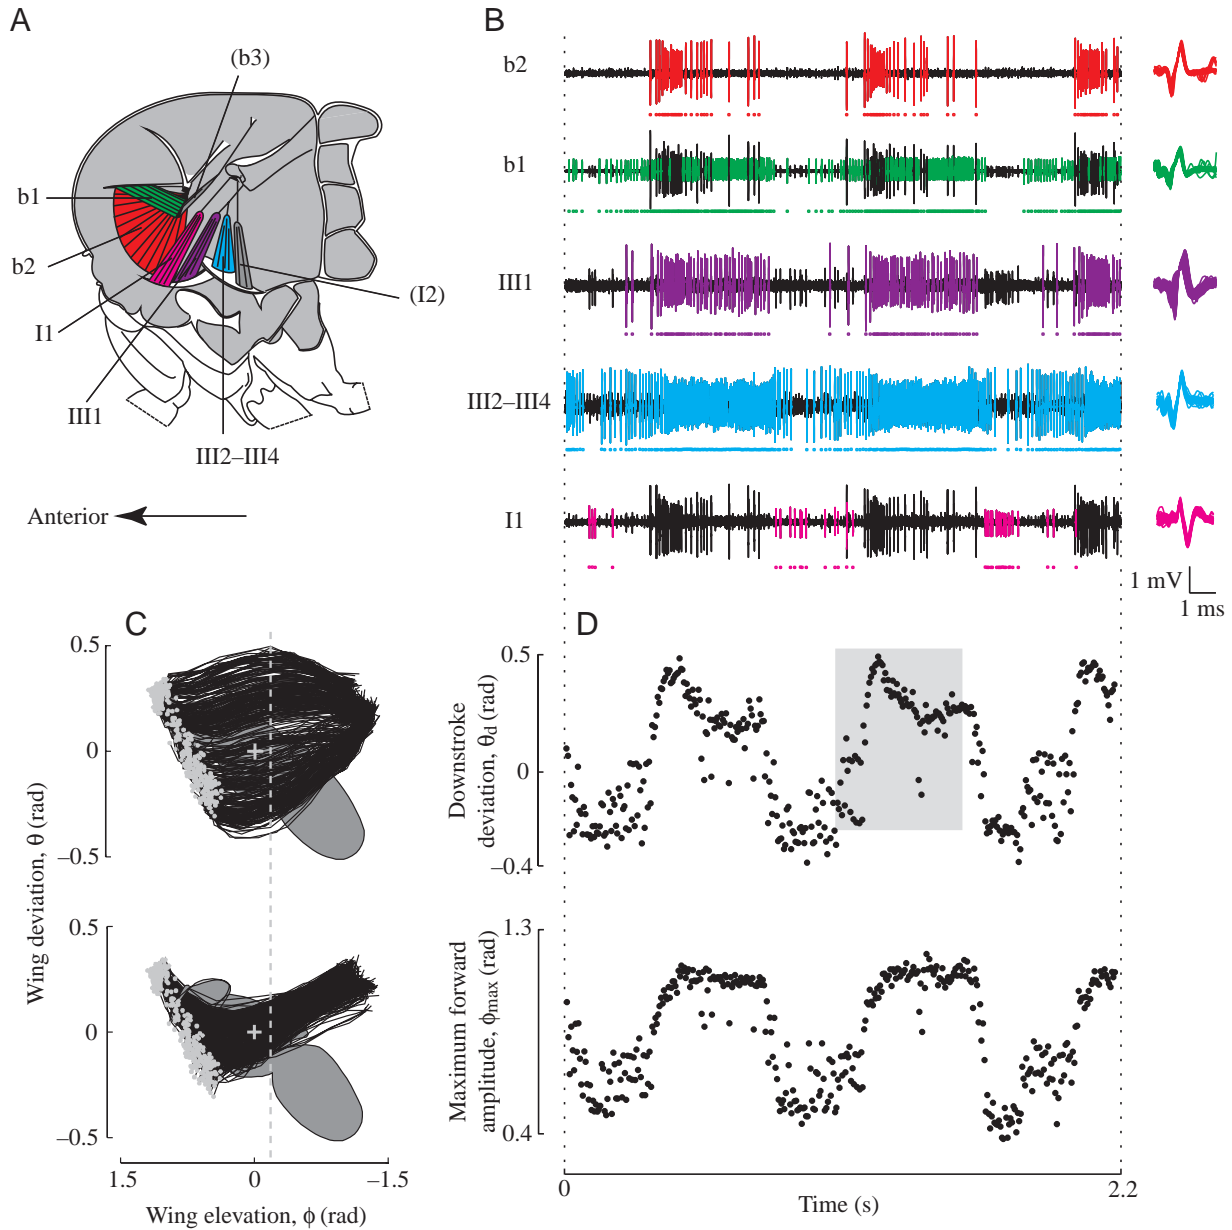 A
(b3)
b1
b2
I1
(I2)
III1
III2–III4
Anterior
B
b2
b1
III1
III2–III4
I1
1 mV
1 ms
C
0.5
0
–0.5
0.5
0
–0.5
Wing deviation, θ (rad)
1.5
0
–1.5
Wing elevation, ϕ (rad)
D
0.5
0
–0.4
Downstroke
deviation, θd (rad)
1.3
0.4
Maximum forward
amplitude, ϕmax (rad)
0
2.2
Time (s)